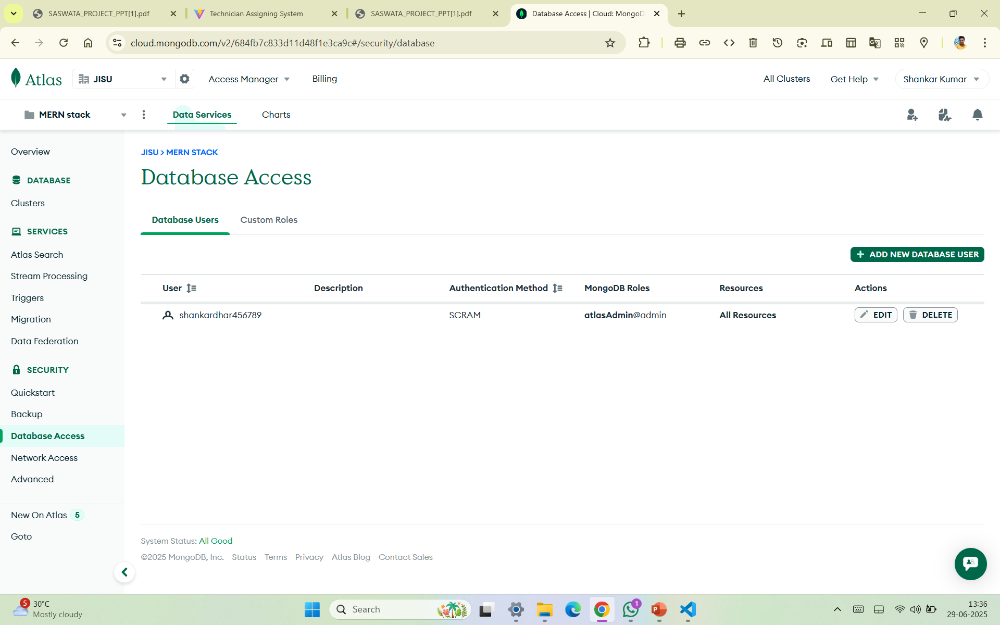 SASWATA_PROJECT_PPT[1].pdf
Technician Assigning System
SASWATA_PROJECT_PPT[1].pdf
Database Access | Cloud: MongoD
cloud.mongodb.com/v2/684fb7c833d11d48f1e3ca9c#/security/database
Atlas
JISU
Access Manager
Billing
All Clusters
Get Help
Shankar Kumar
MERN stack
Data Services
Charts
Overview
DATABASE
Clusters
SERVICES
Atlas Search
Stream Processing
Triggers
Migration
Data Federation
SECURITY
Quickstart
Backup
Database Access
Network Access
Advanced
New On Atlas 5
Goto
JISU > MERN STACK
Database Access
Database Users
Custom Roles
+ ADD NEW DATABASE USER
User Description Authentication Method MongoDB Roles Resources Actions
shankardhar456789 SCRAM atlasAdmin@admin All Resources EDIT DELETE
System Status: All Good
©2025 MongoDB, Inc. Status Terms Privacy Atlas Blog Contact Sales
5
30°C
Mostly cloudy
Search
1
13:36
29-06-2025